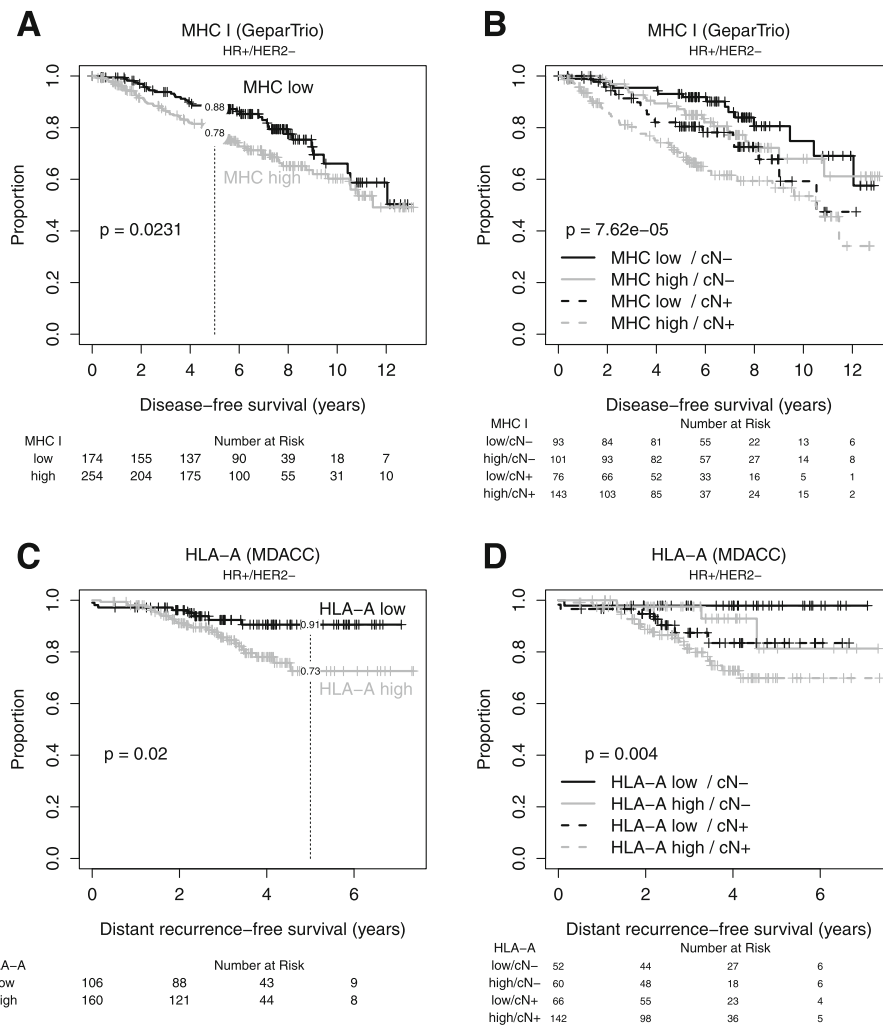 A
MHC I (GeparTrio)
HR+/HER2−
Proportion
0.0 0.2 0.4 0.6 0.8 1.0
MHC low
0.88
0.78
MHC high
p = 0.0231
0 2 4 6 8 10 12
Disease−free survival (years)
MHC I Number at Risk
low 174 155 137 90 39 18 7
high 254 204 175 100 55 31 10
B
MHC I (GeparTrio)
HR+/HER2−
Proportion
0.0 0.2 0.4 0.6 0.8 1.0
p = 7.62e−05
MHC low / cN−
MHC high / cN−
MHC low / cN+
MHC high / cN+
0 2 4 6 8 10 12
Disease−free survival (years)
MHC I Number at Risk
low/cN− 93 84 81 55 22 13 6
high/cN− 101 93 82 57 27 14 8
low/cN+ 76 66 52 33 16 5 1
high/cN+ 143 103 85 37 24 15 2
C
HLA−A (MDACC)
HR+/HER2−
Proportion
0.0 0.2 0.4 0.6 0.8 1.0
HLA−A low
0.91
0.73
HLA−A high
p = 0.02
0 2 4 6
Distant recurrence−free survival (years)
A−A Number at Risk
ow 106 88 43 9
igh 160 121 44 8
D
HLA−A (MDACC)
HR+/HER2−
Proportion
0.0 0.2 0.4 0.6 0.8 1.0
p = 0.004
HLA−A low / cN−
HLA−A high / cN−
HLA−A low / cN+
HLA−A high / cN+
0 2 4 6
Distant recurrence−free survival (years)
HLA−A Number at Risk
low/cN− 52 44 27 6
high/cN− 60 48 18 6
low/cN+ 66 55 23 4
high/cN+ 142 98 36 5